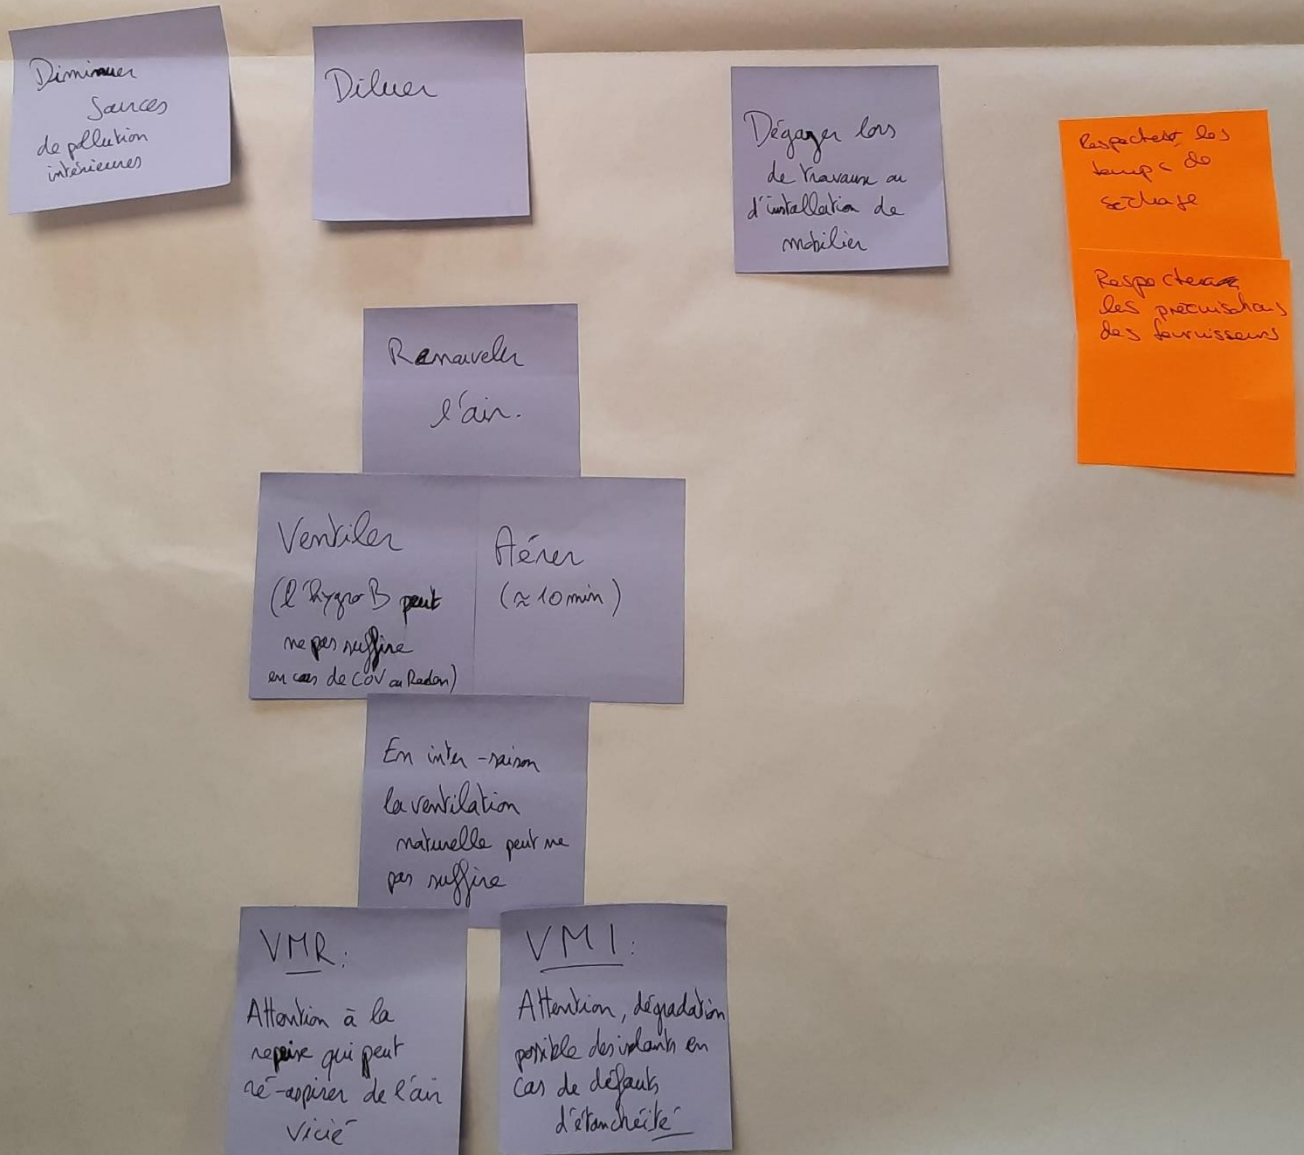 Diminuer
Sources
de pollution
intérieures
Diluer
Dégager lors
de travaux ou
d'installation de
mobilier
Respecter les
temps de
séchage
Respecter
les préconisations
des fournisseurs
Renouveler
l'air.
Ventiler
(l'hygro B peut
ne pas suffire
en cas de COV ou Radon)
Aérer
(≈ 10 min)
En inter-saison
la ventilation
naturelle peut ne
pas suffire
VMR:
Attention à la
reprise qui peut
ré-aspirer de l'air
vicié
VMI:
Attention, dégradation
possible des isolants en
cas de défauts
d'étanchéité